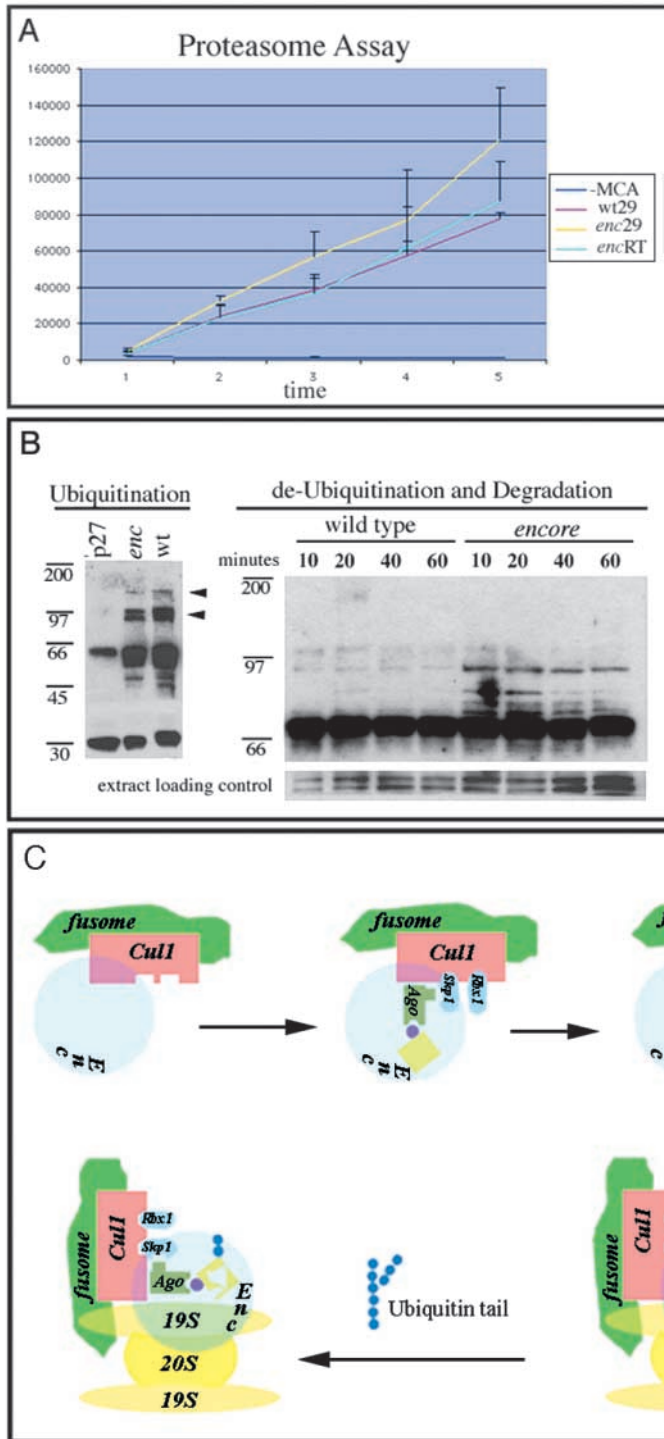 A
Proteasome Assay
160000
140000
120000
100000
80000
60000
40000
20000
0
1 2 3 4 5
time
-MCA
wt29
enc29
encRT
B
Ubiquitination
p27 enc wt
200
97
66
45
30
de-Ubiquitination and Degradation
wild type encore
minutes 10 20 40 60 10 20 40 60
200
97
66
extract loading control
C
fusome
Cul1
Enc
fusome
Cul1
Ago
Skp1
Rbx1
Enc
fusome
Cul1
Rbx1
Skp1
Ago
Enc
19S
20S
19S
Ubiquitin tail